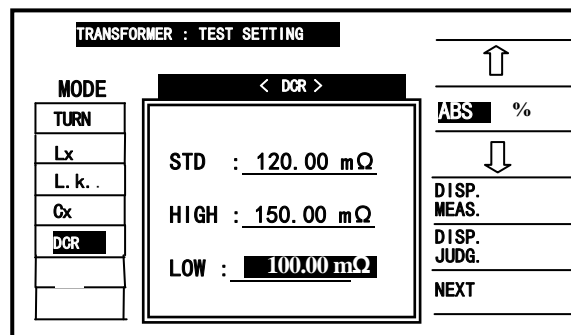 TRANSFORMER : TEST SETTING
MODE
TURN
Lx
L.k..
Cx
DCR
< DCR >
STD : 120.00 mΩ
HIGH : 150.00 mΩ
LOW : 100.00 mΩ
ABS %
DISP.
MEAS.
DISP.
JUDG.
NEXT